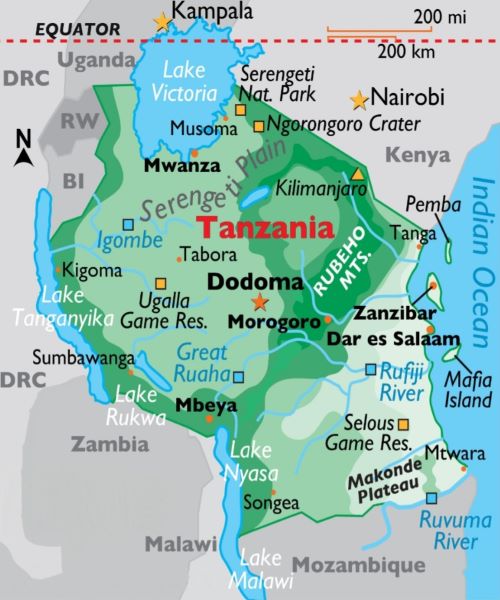 Kampala
200 mi
EQUATOR
200 km
Uganda
DRC
Lake
Victoria
Serengeti
Nat. Park
Nairobi
RW
Musoma
Ngorongoro Crater
N
Mwanza
Kenya
BI
Serengeti Plain
Kilimanjaro
Pemba
Indian Ocean
Igombe
Tanzania
Tanga
RUBEHO
MTS.
Tabora
Kigoma
Dodoma
Lake
Tanganyika
Ugalla
Game Res.
Morogoro
Zanzibar
Dar es Salaam
Sumbawanga
Great
Ruaha
Rufiji
River
Mafia
Island
DRC
Lake
Rukwa
Mbeya
Selous
Game Res.
Zambia
Lake
Nyasa
Mtwara
Makonde
Plateau
Songea
Ruvuma
River
Malawi
Lake
Malawi
Mozambique